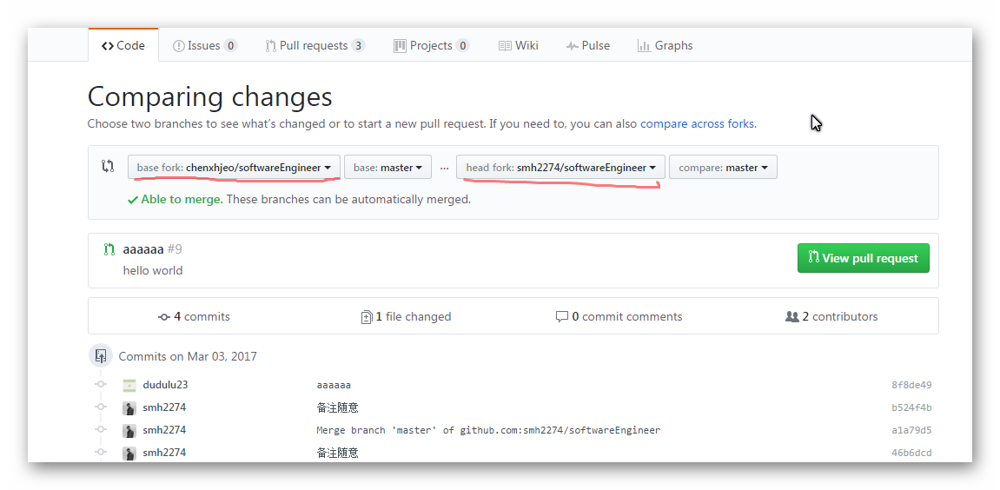 Code Issues 0 Pull requests 3 Projects 0 Wiki Pulse Graphs
Comparing changes
Choose two branches to see what's changed or to start a new pull request. If you need to, you can also compare across forks.
base fork: chenxhjeo/softwareEngineer base: master ... head fork: smh2274/softwareEngineer compare: master
Able to merge. These branches can be automatically merged.
aaaaaa #9
hello world
View pull request
4 commits 1 file changed 0 commit comments 2 contributors
Commits on Mar 03, 2017
dudulu23 aaaaaa 8f8de49
smh2274 备注随意 b524f4b
smh2274 Merge branch 'master' of github.com:smh2274/softwareEngineer a1a79d5
smh2274 备注随意 46b6dcd